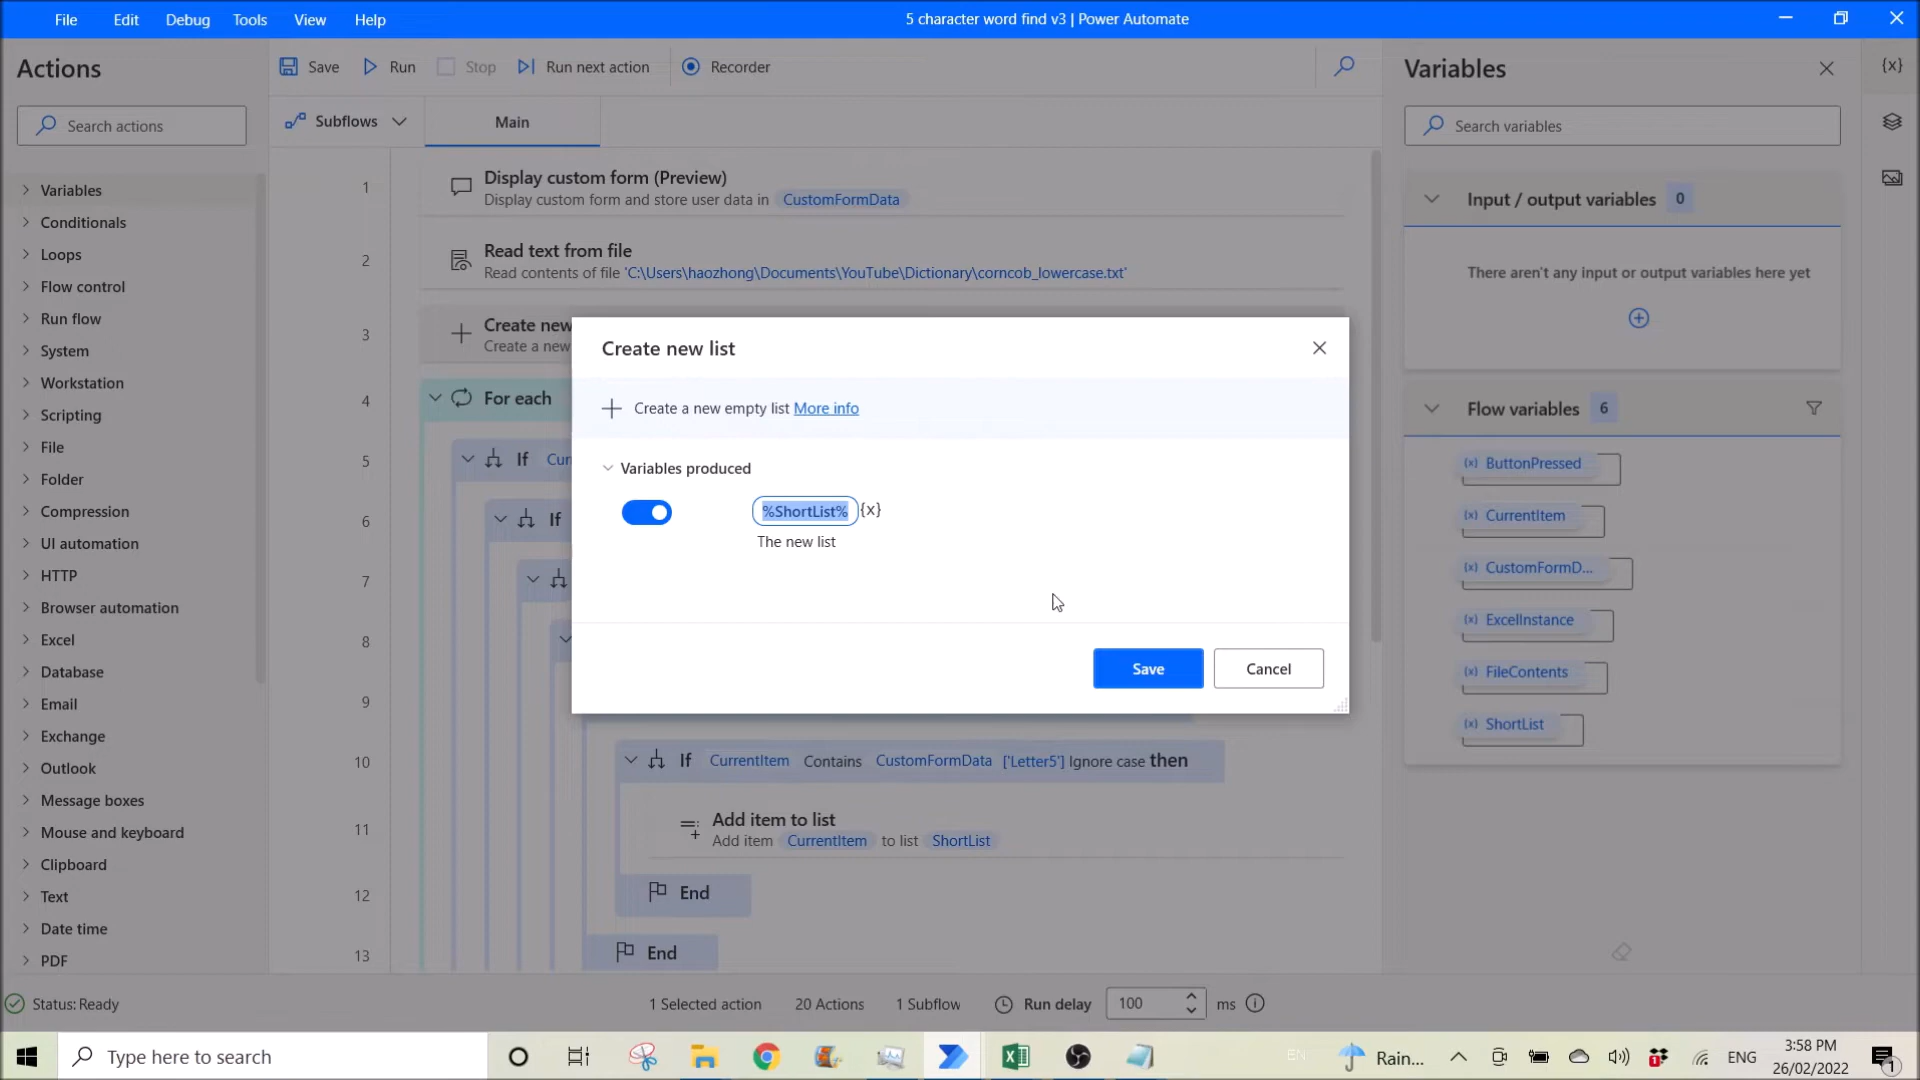 File Edit Debug Tools View Help
5 character word find v3 | Power Automate
Actions
Search actions
Variables
Conditionals
Loops
Flow control
Run flow
System
Workstation
Scripting
File
Folder
Compression
UI automation
HTTP
Browser automation
Excel
Database
Email
Exchange
Outlook
Message boxes
Mouse and keyboard
Clipboard
Text
Date time
PDF
Save Run Stop Run next action Recorder
Subflows Main
1 Display custom form (Preview)
Display custom form and store user data in CustomFormData
2 Read text from file
Read contents of file 'C:\Users\haozhong\Documents\YouTube\Dictionary\corncob_lowercase.txt'
3 Create new
Create a new
4 For each
5 If Cur
6 If
7
8
9
10 If CurrentItem Contains CustomFormData ['Letter5'] Ignore case then
11 Add item to list
Add item CurrentItem to list ShortList
12 End
13 End
Create new list
Create a new empty list More info
Variables produced
%ShortList% {x}
The new list
Save Cancel
Variables
{x}
Search variables
Input / output variables 0
There aren't any input or output variables here yet
Flow variables 6
(x) ButtonPressed
(x) CurrentItem
(x) CustomFormD...
(x) ExcelInstance
(x) FileContents
(x) ShortList
Status: Ready 1 Selected action 20 Actions 1 Subflow Run delay 100 ms
Type here to search
EN
Rain...
1
ENG
3:58 PM
26/02/2022
1